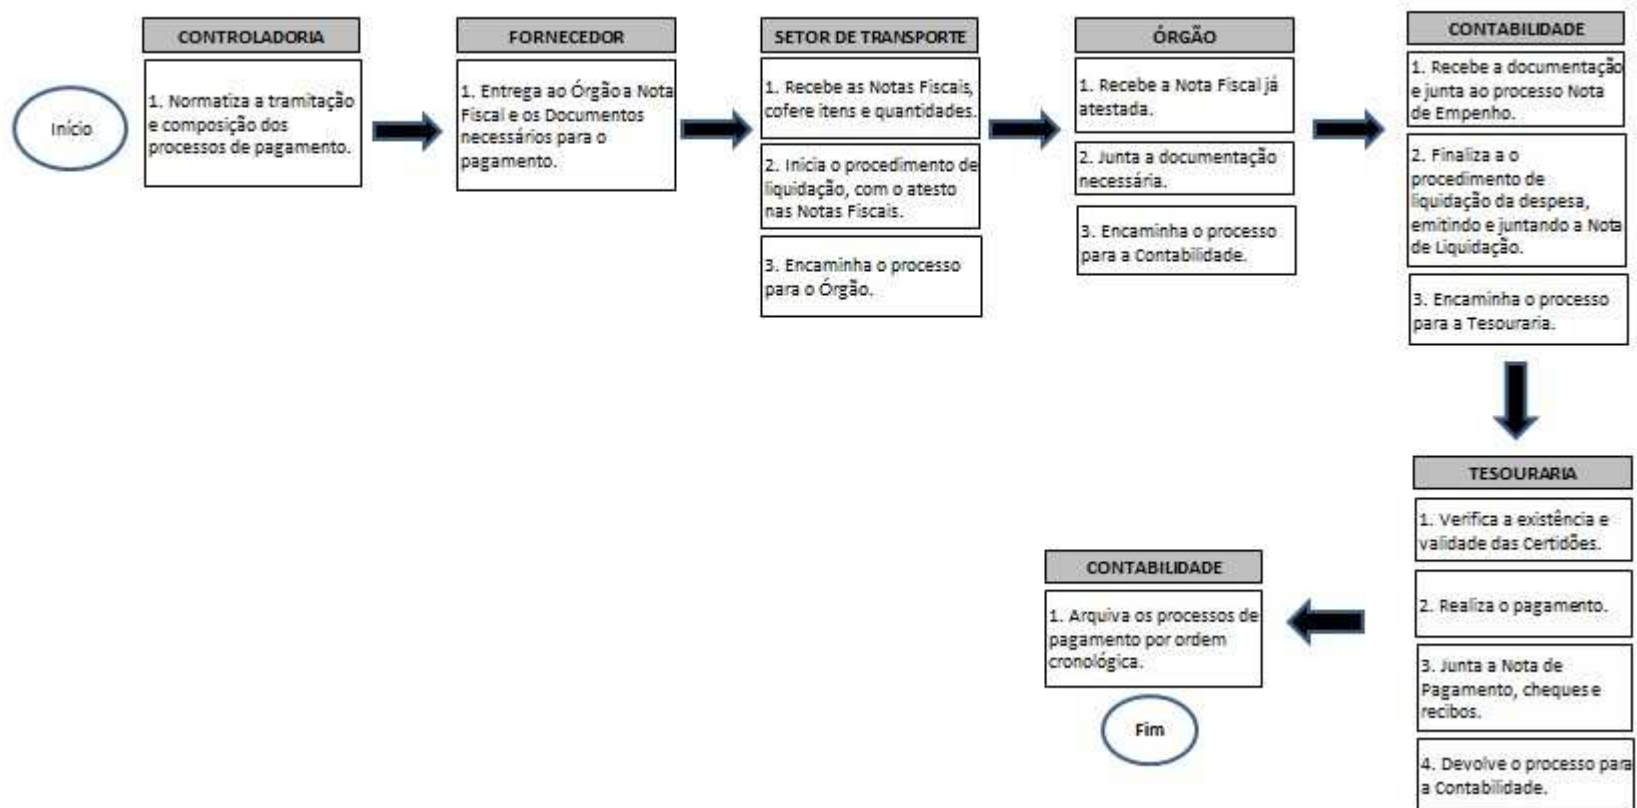 Início
CONTROLADORIA
1. Normatiza a tramitação
e composição dos
processos de pagamento.
FORNECEDOR
1. Entrega ao Órgão a Nota
Fiscal e os Documentos
necessários para o
pagamento.
SETOR DE TRANSPORTE
1. Recebe as Notas Fiscais,
cofere itens e quantidades.
2. Inicia o procedimento de
liquidação, com o atesto
nas Notas Fiscais.
3. Encaminha o processo
para o Órgão.
ÓRGÃO
1. Recebe a Nota Fiscal já
atestada.
2. Junta a documentação
necessária.
3. Encaminha o processo
para a Contabilidade.
CONTABILIDADE
1. Recebe a documentação
e junta ao processo Nota
de Empenho.
2. Finaliza a o
procedimento de
liquidação da despesa,
emitindo e juntando a Nota
de Liquidação.
3. Encaminha o processo
para a Tesouraria.
TESOURARIA
1. Verifica a existência e
validade das Certidões.
2. Realiza o pagamento.
3. Junta a Nota de
Pagamento, cheques e
recibos.
4. Devolve o processo para
a Contabilidade.
CONTABILIDADE
1. Arquiva os processos de
pagamento por ordem
cronológica.
Fim